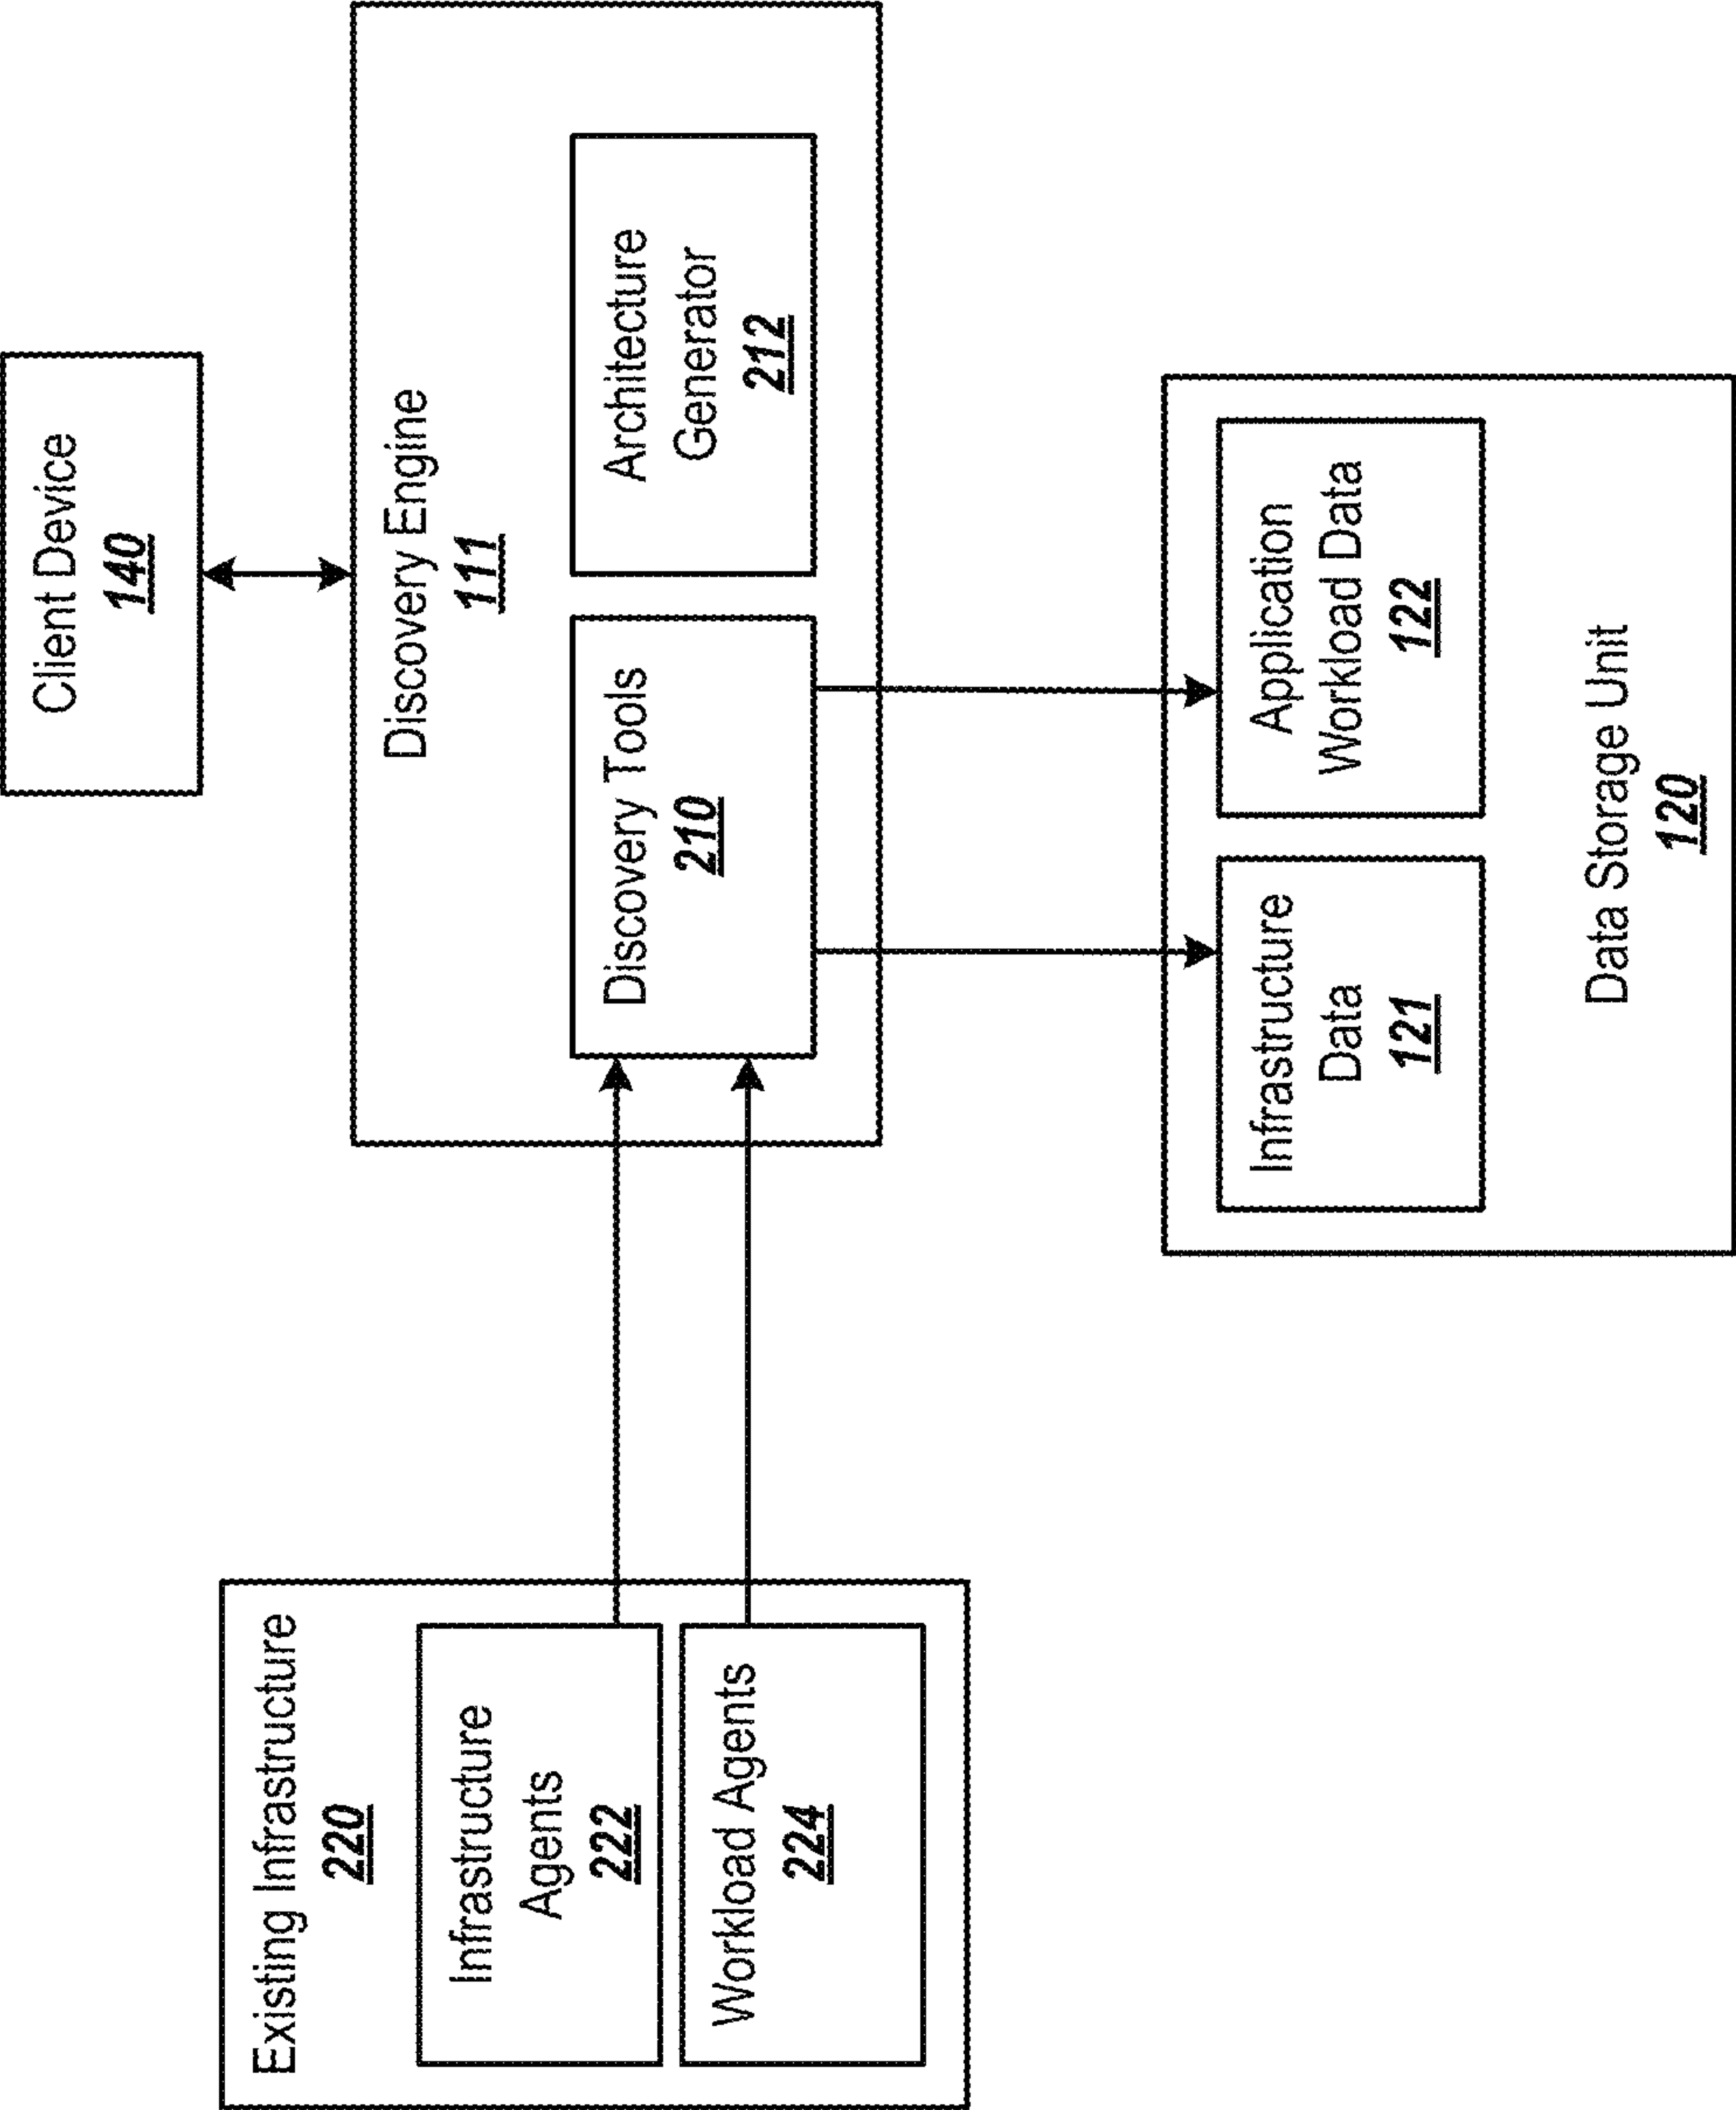 Client Device
140
Discovery Engine
111
Discovery Tools
210
Architecture
Generator
212
Existing Infrastructure
220
Infrastructure
Agents
222
Workload Agents
224
Infrastructure
Data
121
Application
Workload Data
122
Data Storage Unit
120